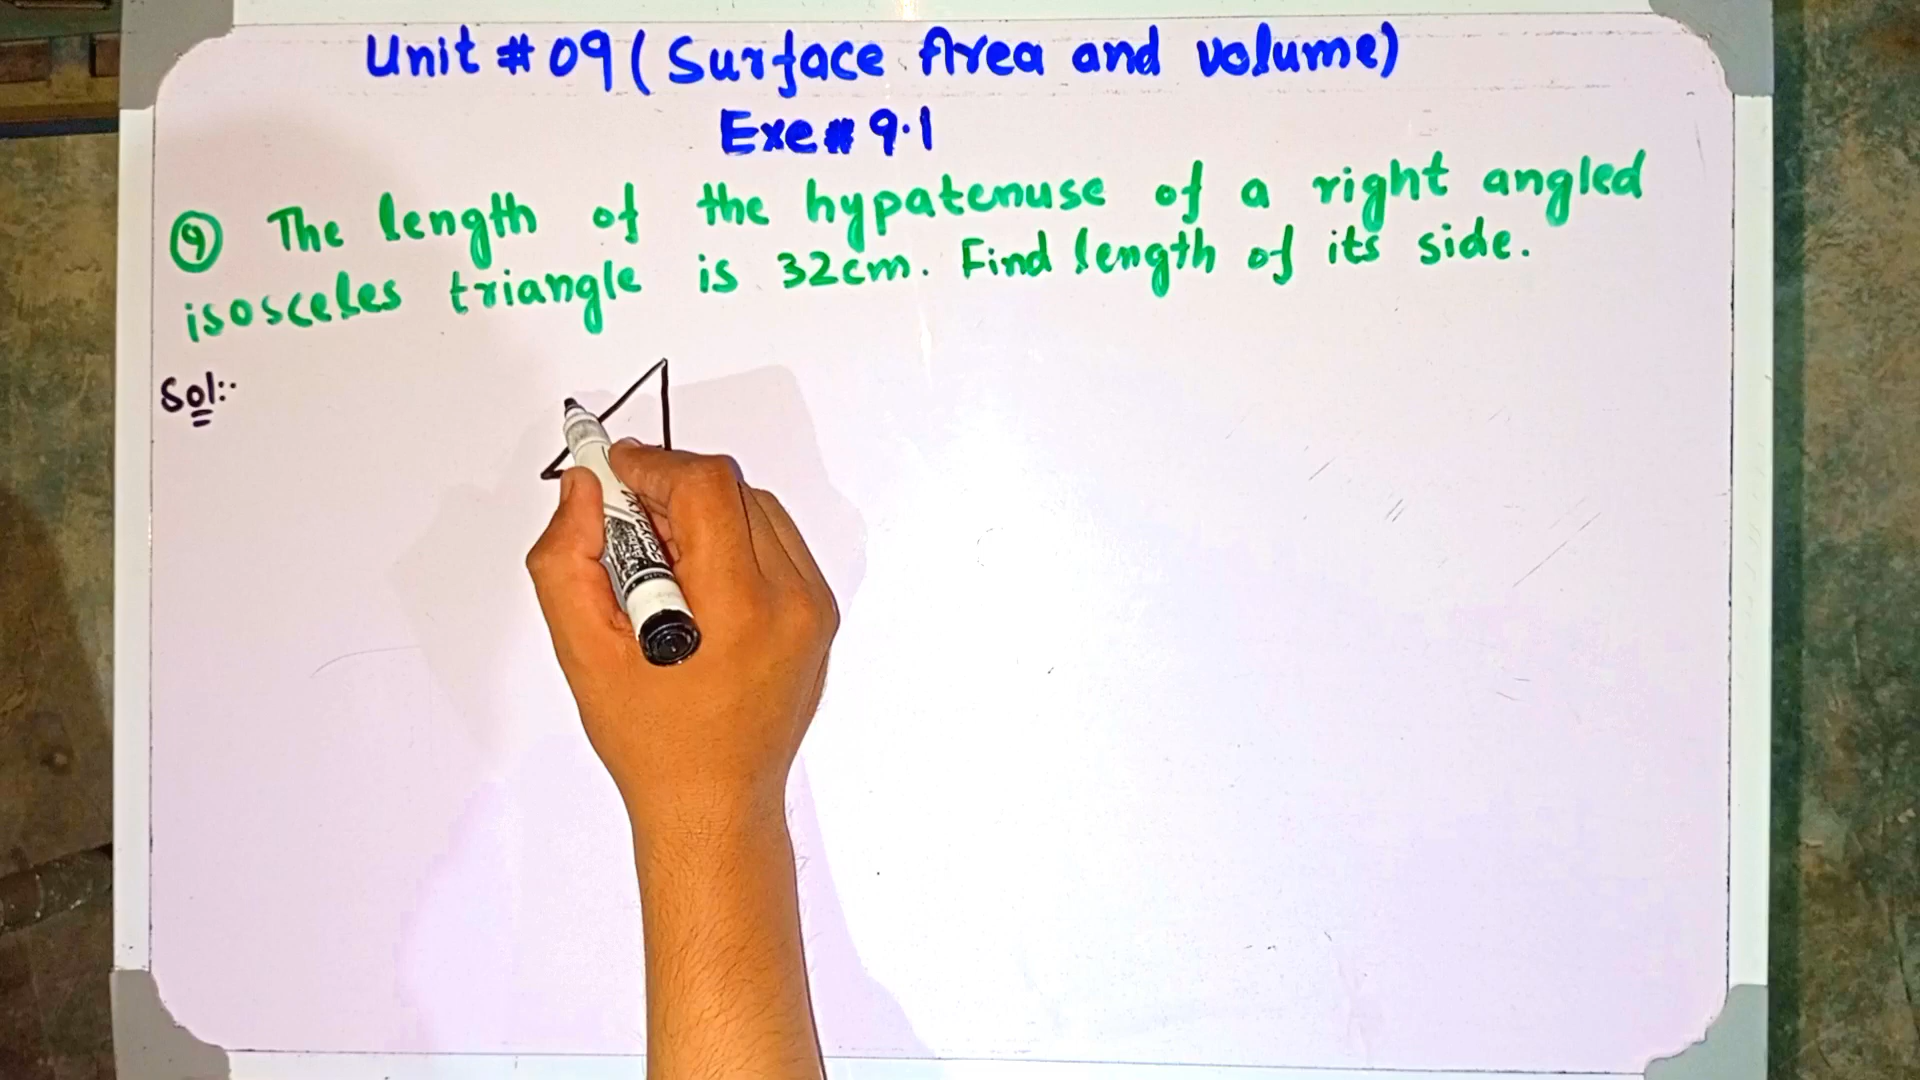 Unit # 09 (Surface Area and volume)
Exe # 9.1
9 The length of the hypatenuse of a right angled
isosceles triangle is 32cm. Find length of its side.
Sol:-